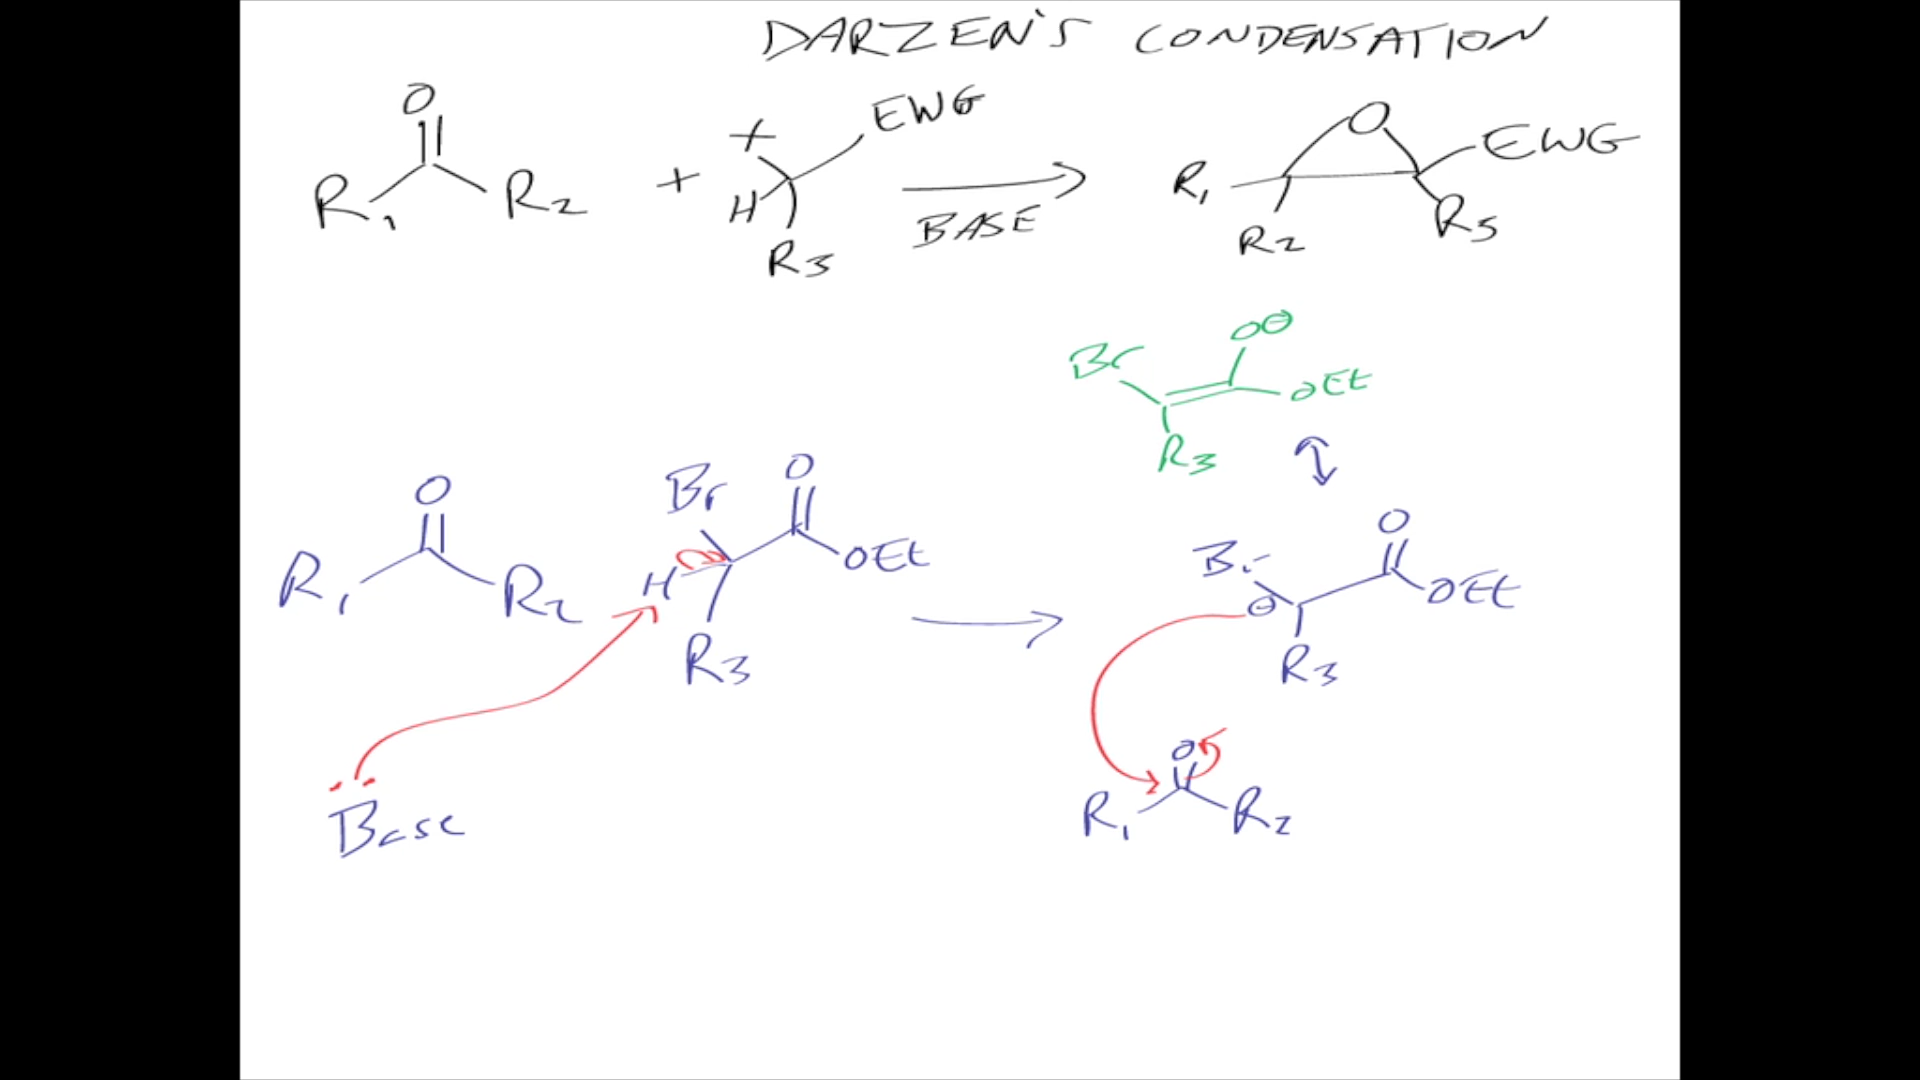 DARZEN'S CONDENSATION
O
R1 R2 + X H EWG R3 BASE O R1 R2 EWG R3
Br O⊖ OEt R3
O R1 R2 Br H O OEt R3
Br ⊖ O OEt R3
O R1 R2
Base